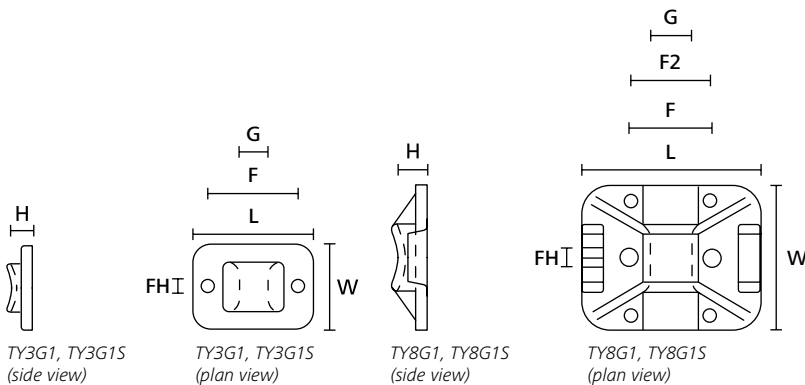 G
F2
G
F
F
H
L
L
H
FH
W
FH
W
TY3G1, TY3G1S
(side view)
TY3G1, TY3G1S
(plan view)
TY8G1, TY8G1S
(side view)
TY8G1, TY8G1S
(plan view)